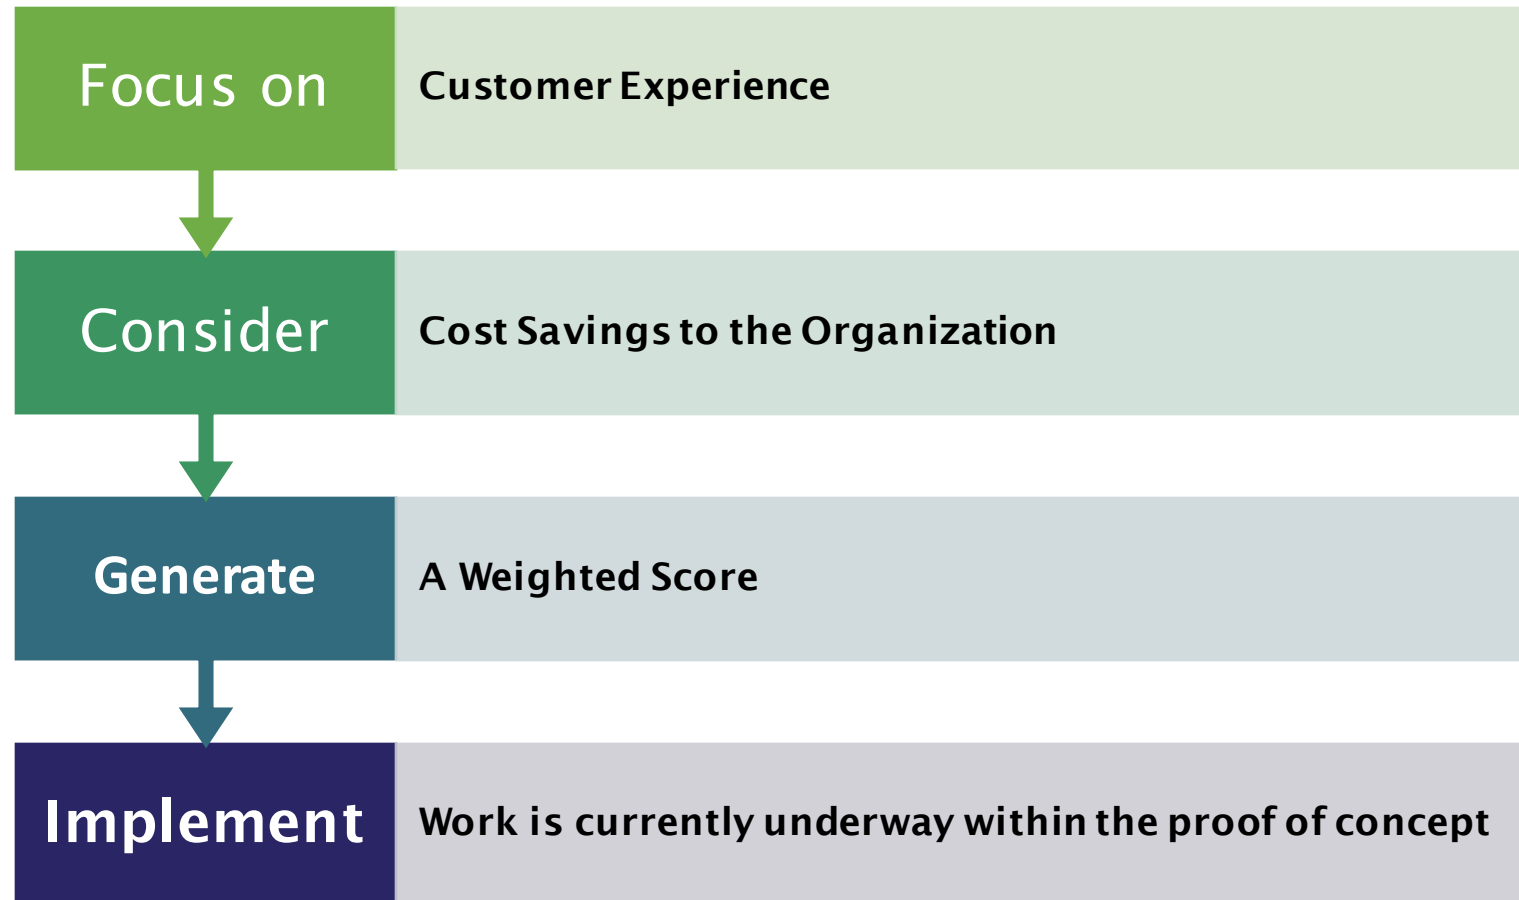 Focus on
Customer Experience
Consider
Cost Savings to the Organization
Generate
A Weighted Score
Implement
Work is currently underway within the proof of concept